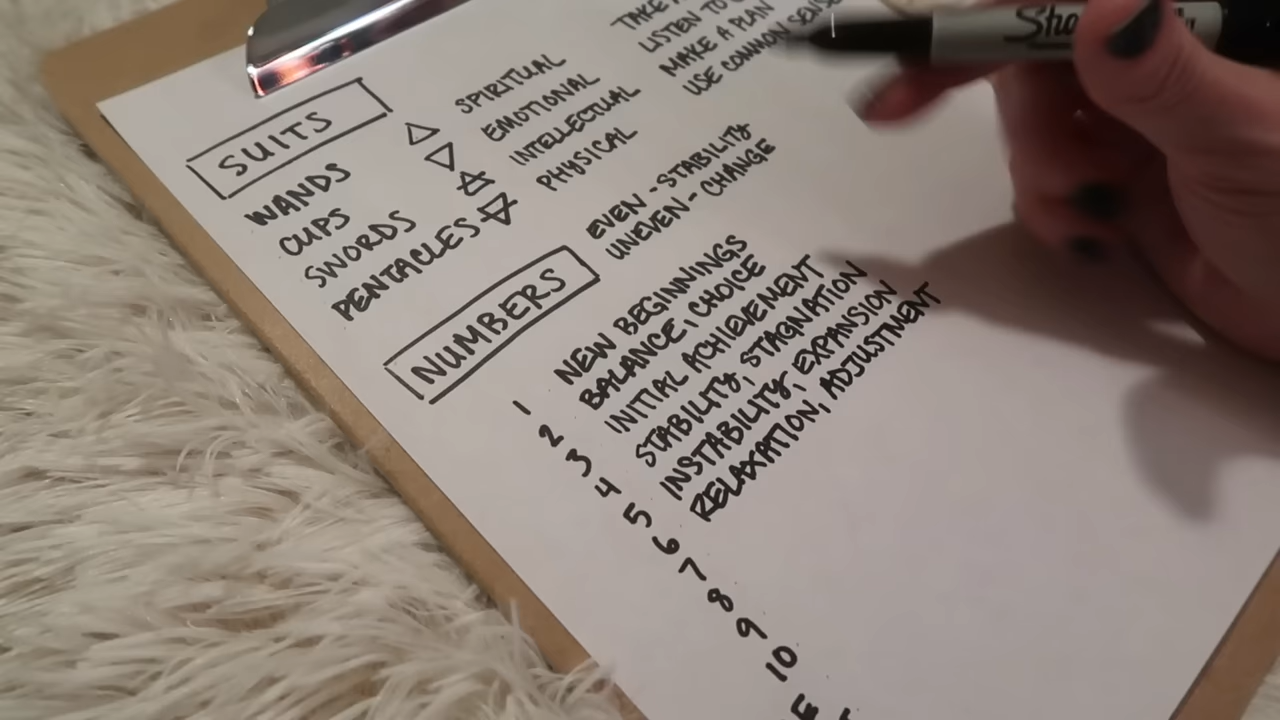 SUITS
WANDS △ SPIRITUAL TAKE
CUPS ▽ EMOTIONAL LISTEN TO
SWORDS 🜁 INTELLECTUAL MAKE A PLAN
PENTACLES 🜃 PHYSICAL USE COMMON SENSE
NUMBERS
EVEN - STABILITY
UNEVEN - CHANGE
1 NEW BEGINNINGS
2 BALANCE, CHOICE
3 INITIAL ACHIEVEMENT
4 STABILITY, STAGNATION
5 INSTABILITY, EXPANSION
6 RELAXATION, ADJUSTMENT
7
8
9
10